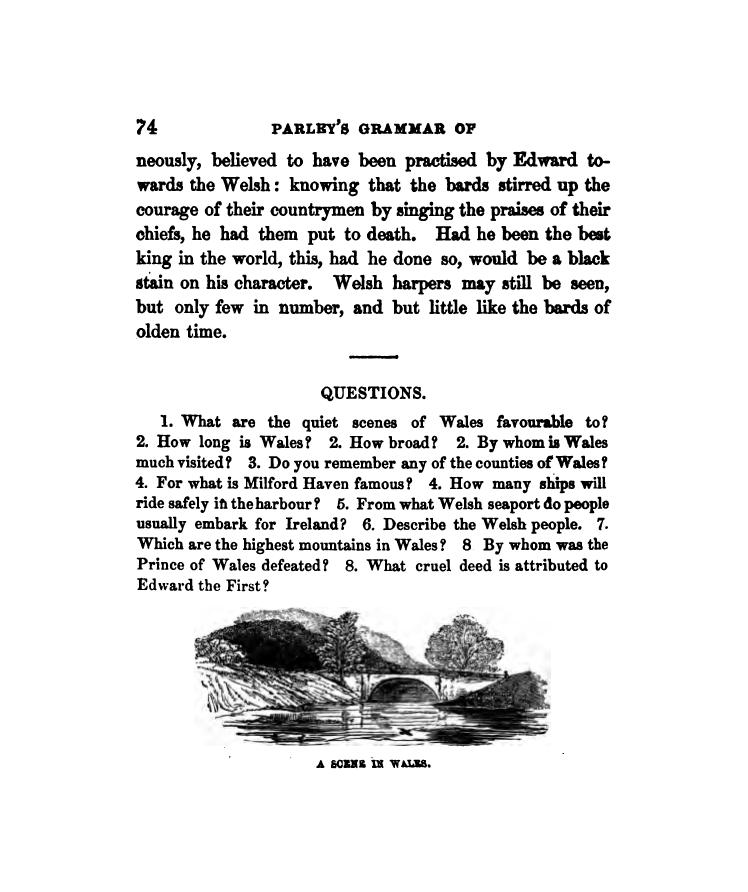 74 PARLEY'S GRAMMAR OF
neously, believed to have been practised by Edward to-
wards the Welsh: knowing that the bards stirred up the
courage of their countrymen by singing the praises of their
chiefs, he had them put to death. Had he been the best
king in the world, this, had he done so, would be a black
stain on his character. Welsh harpers may still be seen,
but only few in number, and but little like the bards of
olden time.
QUESTIONS.
1. What are the quiet scenes of Wales favourable to?
2. How long is Wales? 2. How broad? 2. By whom is Wales
much visited? 3. Do you remember any of the counties of Wales?
4. For what is Milford Haven famous? 4. How many ships will
ride safely in the harbour? 5. From what Welsh seaport do people
usually embark for Ireland? 6. Describe the Welsh people. 7.
Which are the highest mountains in Wales? 8 By whom was the
Prince of Wales defeated? 8. What cruel deed is attributed to
Edward the First?
A SCENE IN WALES.